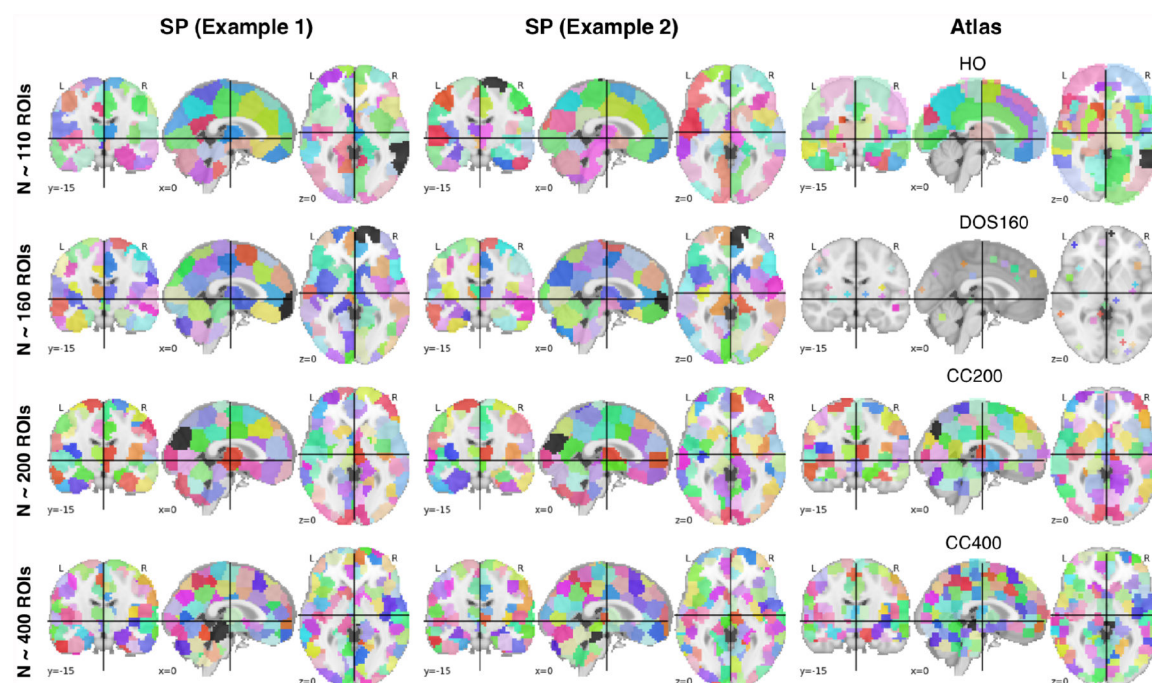 SP (Example 1) SP (Example 2) Atlas
HO
N ~ 110 ROIs
L R L L R L
y=-15 x=0 z=0 y=-15 x=0 z=0 y=-15 x=0 z=0
DOS160
N ~ 160 ROIs
L R L R L R L R L R L R
y=-15 x=0 z=0 y=-15 x=0 z=0 y=-15 x=0 z=0
CC200
N ~ 200 ROIs
L R L R L R L R L R L R
y=-15 x=0 z=0 y=-15 x=0 z=0 y=-15 x=0 z=0
CC400
N ~ 400 ROIs
L R L R L R L R L R L R
y=-15 x=0 z=0 y=-15 x=0 z=0 y=-15 x=0 z=0